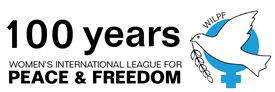 100 years
WOMEN'S INTERNATIONAL LEAGUE FOR
PEACE & FREEDOM
WILPF